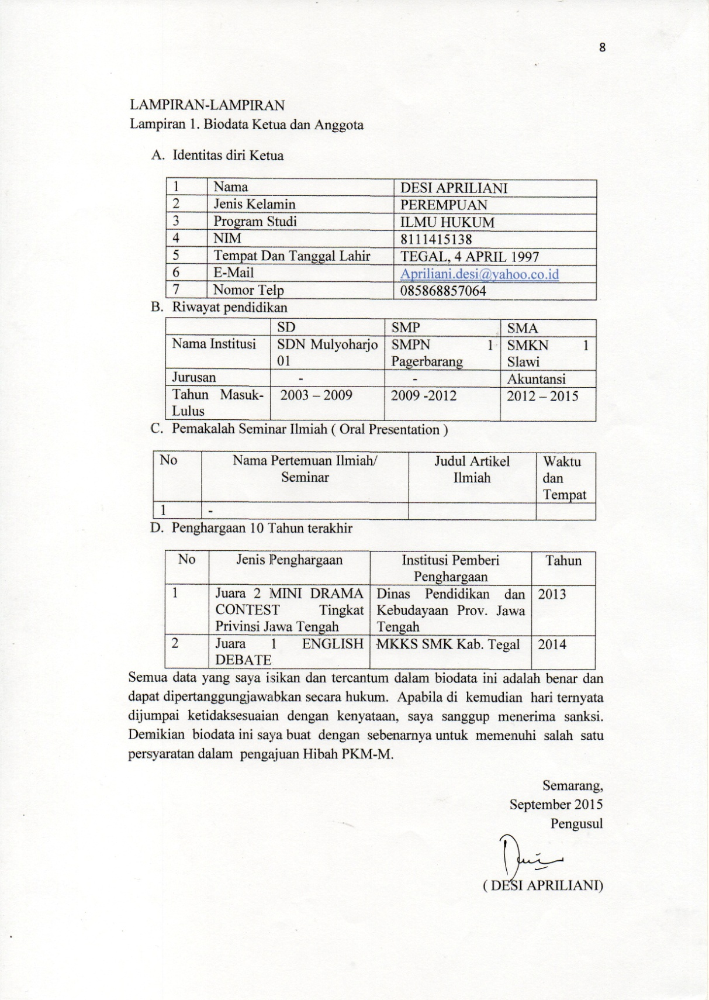 8
LAMPIRAN-LAMPIRAN
Lampiran 1. Biodata Ketua dan Anggota
A. Identitas diri Ketua
1 Nama DESI APRILIANI
2 Jenis Kelamin PEREMPUAN
3 Program Studi ILMU HUKUM
4 NIM 8111415138
5 Tempat Dan Tanggal Lahir TEGAL, 4 APRIL 1997
6 E-Mail Apriliani.desi@yahoo.co.id
7 Nomor Telp 085868857064
B. Riwayat pendidikan
SD SMP SMA
Nama Institusi SDN Mulyoharjo SMPN 1 SMKN 1
01 Pagerbarang Slawi
Jurusan - - Akuntansi
Tahun Masuk- 2003 – 2009 2009 -2012 2012 – 2015
Lulus
C. Pemakalah Seminar Ilmiah ( Oral Presentation )
No Nama Pertemuan Ilmiah/ Judul Artikel Waktu
Seminar Ilmiah dan
Tempat
1 -
D. Penghargaan 10 Tahun terakhir
No Jenis Penghargaan Institusi Pemberi Tahun
Penghargaan
1 Juara 2 MINI DRAMA Dinas Pendidikan dan 2013
CONTEST Tingkat Kebudayaan Prov. Jawa
Privinsi Jawa Tengah Tengah
2 Juara 1 ENGLISH MKKS SMK Kab. Tegal 2014
DEBATE
Semua data yang saya isikan dan tercantum dalam biodata ini adalah benar dan
dapat dipertanggungjawabkan secara hukum. Apabila di kemudian hari ternyata
dijumpai ketidaksesuaian dengan kenyataan, saya sanggup menerima sanksi.
Demikian biodata ini saya buat dengan sebenarnya untuk memenuhi salah satu
persyaratan dalam pengajuan Hibah PKM-M.
Semarang,
September 2015
Pengusul
( DESI APRILIANI)